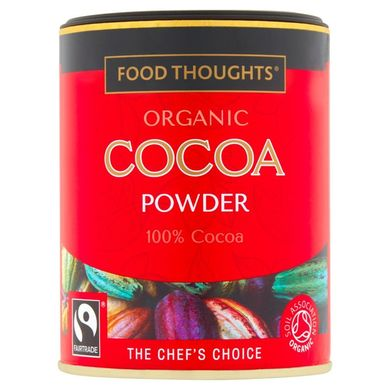 FOOD THOUGHTS®
ORGANIC
COCOA
POWDER
100% Cocoa
FAIRTRADE
SOIL ASSOCIATION
ORGANIC
THE CHEF'S CHOICE